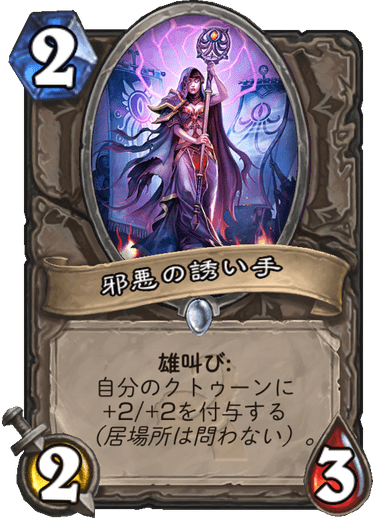 2
邪悪の誘い手
雄叫び:
自分のクトゥーンに
+2/+2を付与する
(居場所は問わない)。
2
3